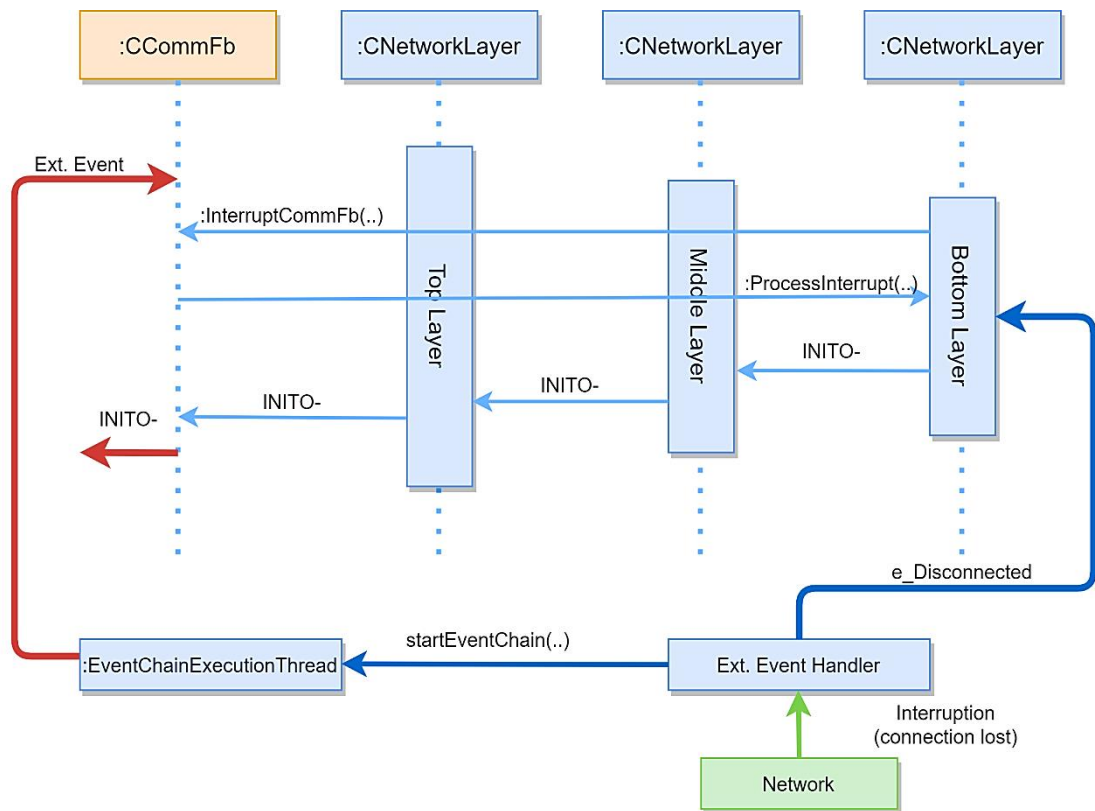 :CCommFb
:CNetworkLayer
:CNetworkLayer
:CNetworkLayer
Ext. Event
:InterruptCommFb(..)
:ProcessInterrupt(..)
Top Layer
Middle Layer
Bottom Layer
INITO-
INITO-
INITO-
INITO-
e_Disconnected
startEventChain(..)
:EventChainExecutionThread
Ext. Event Handler
Interruption
(connection lost)
Network